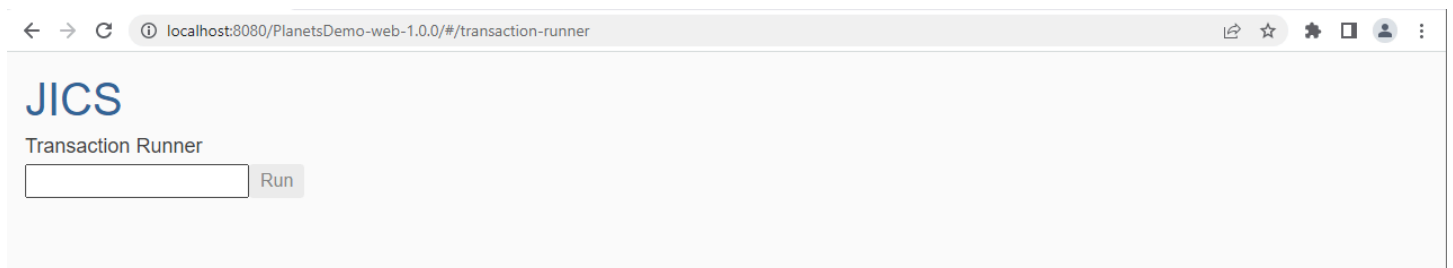 localhost:8080/PlanetsDemo-web-1.0.0/#/transaction-runner
JICS
Transaction Runner
Run